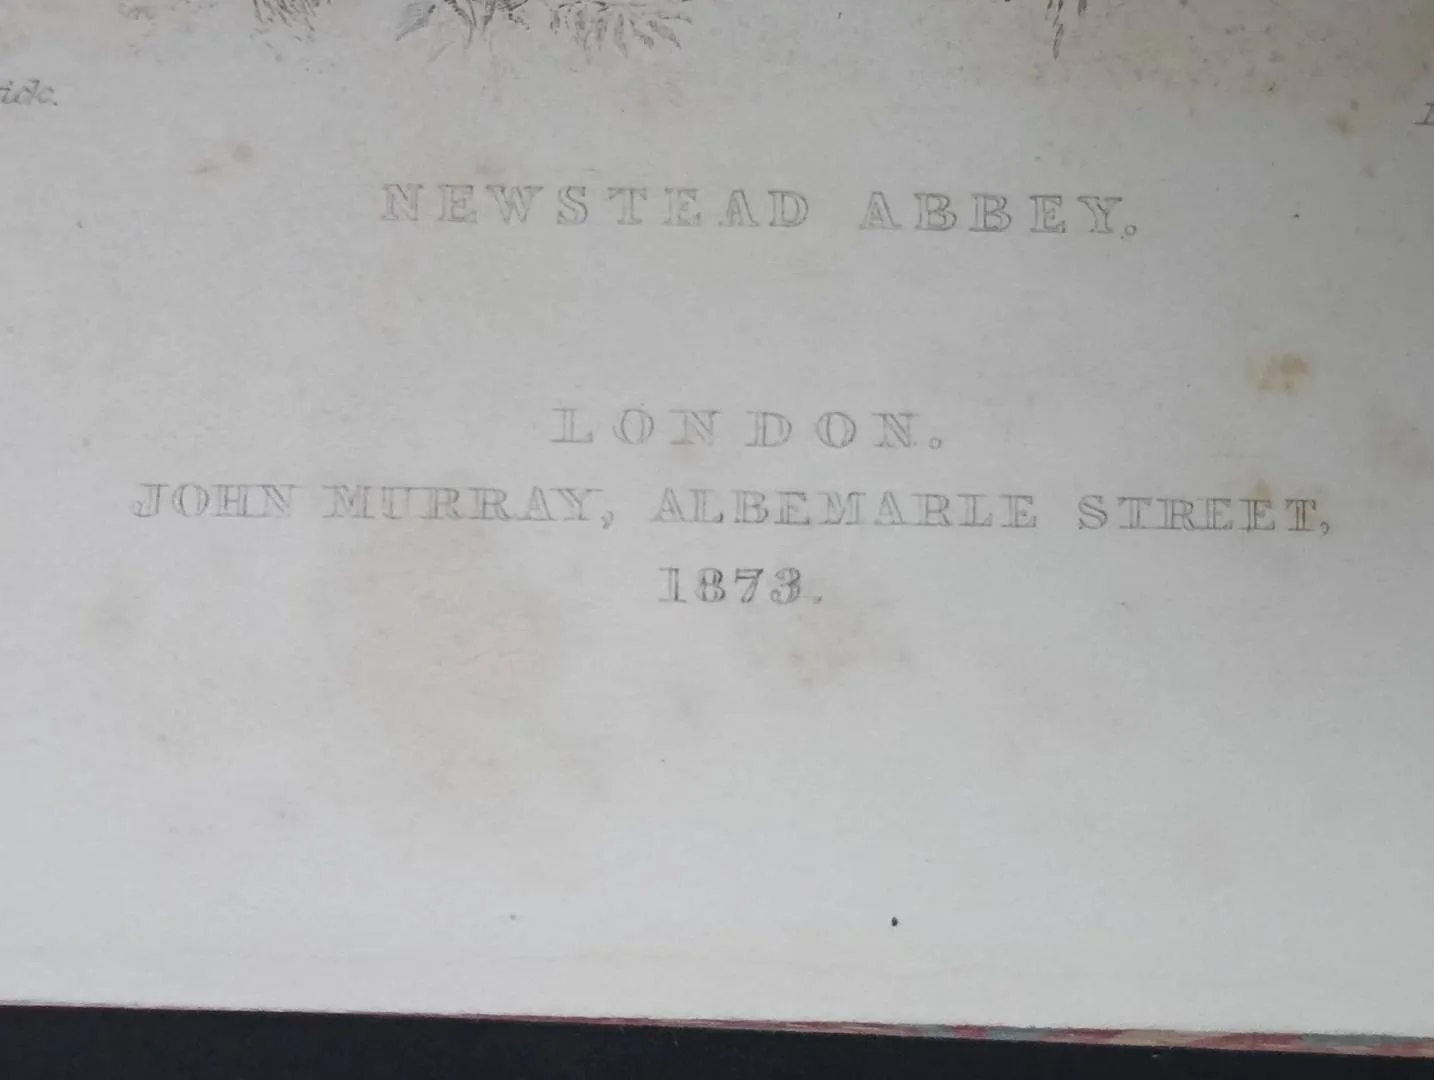 NEWSTEAD ABBEY.
LONDON.
JOHN MURRAY, ALBEMARLE STREET,
1873.